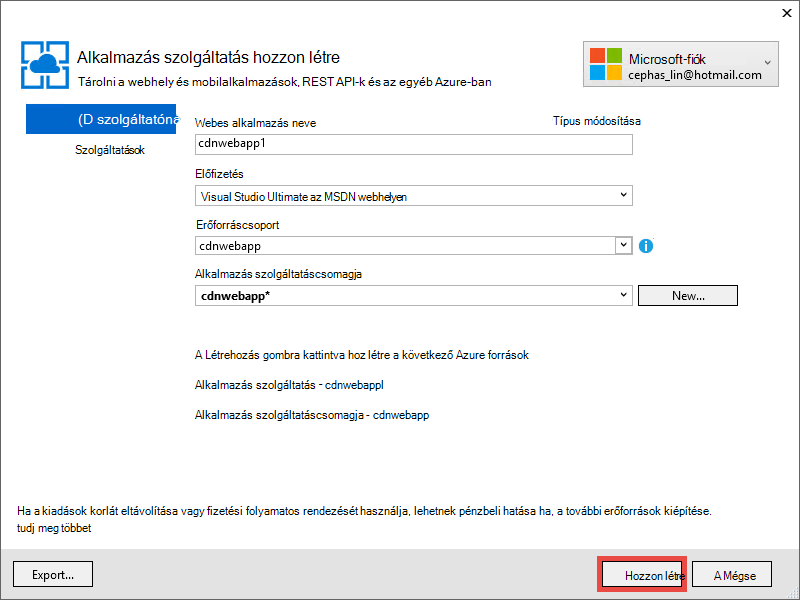 Alkalmazás szolgáltatás hozzon létre
Tárolni a webhely és mobilalkalmazások, REST API-k és az egyéb Azure-ban
Microsoft-fiók
cephas_lin@hotmail.com
(D szolgáltatóna
Szolgáltatások
Webes alkalmazás neve
Típus módosítása
cdnwebapp1
Előfizetés
Visual Studio Ultimate az MSDN webhelyen
Erőforráscsoport
cdnwebapp
Alkalmazás szolgáltatáscsomagja
cdnwebapp*
New...
A Létrehozás gombra kattintva hoz létre a következő Azure források
Alkalmazás szolgáltatás - cdnwebappl
Alkalmazás szolgáltatáscsomagja - cdnwebapp
Ha a kiadások korlát eltávolítása vagy fizetési folyamatos rendezését használja, lehetnek pénzbeli hatása ha, a további erőforrások kiépítése.
tudj meg többet
Export...
Hozzon létre
A Mégse